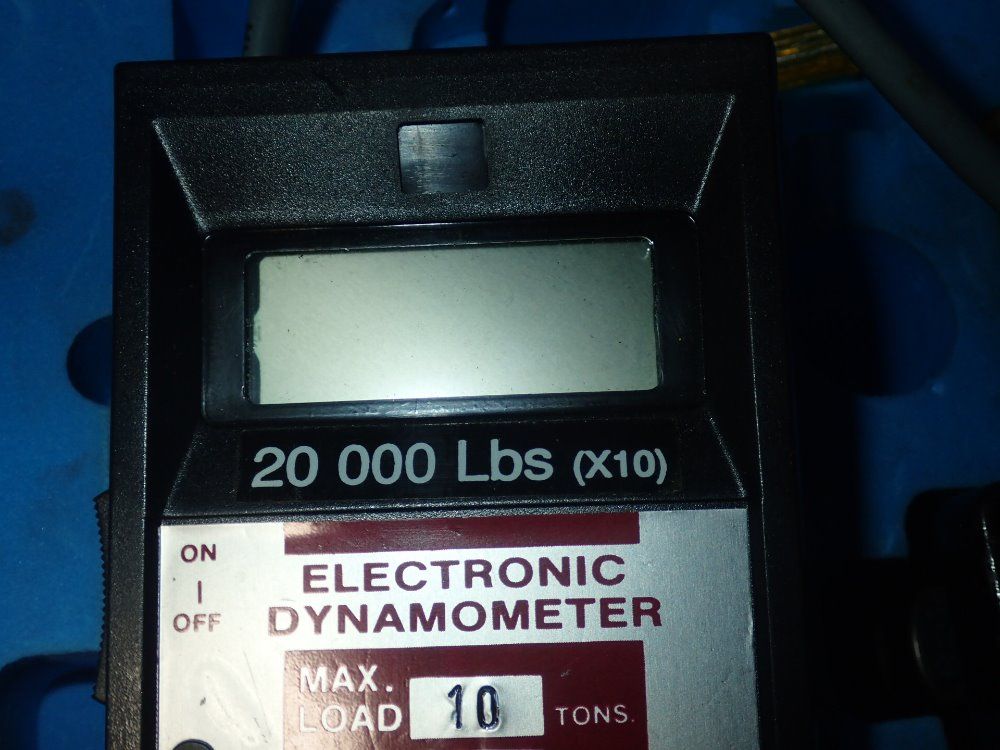 20 000 Lbs (X10)
ON
|
OFF
ELECTRONIC
DYNAMOMETER
MAX.
LOAD 10 TONS.